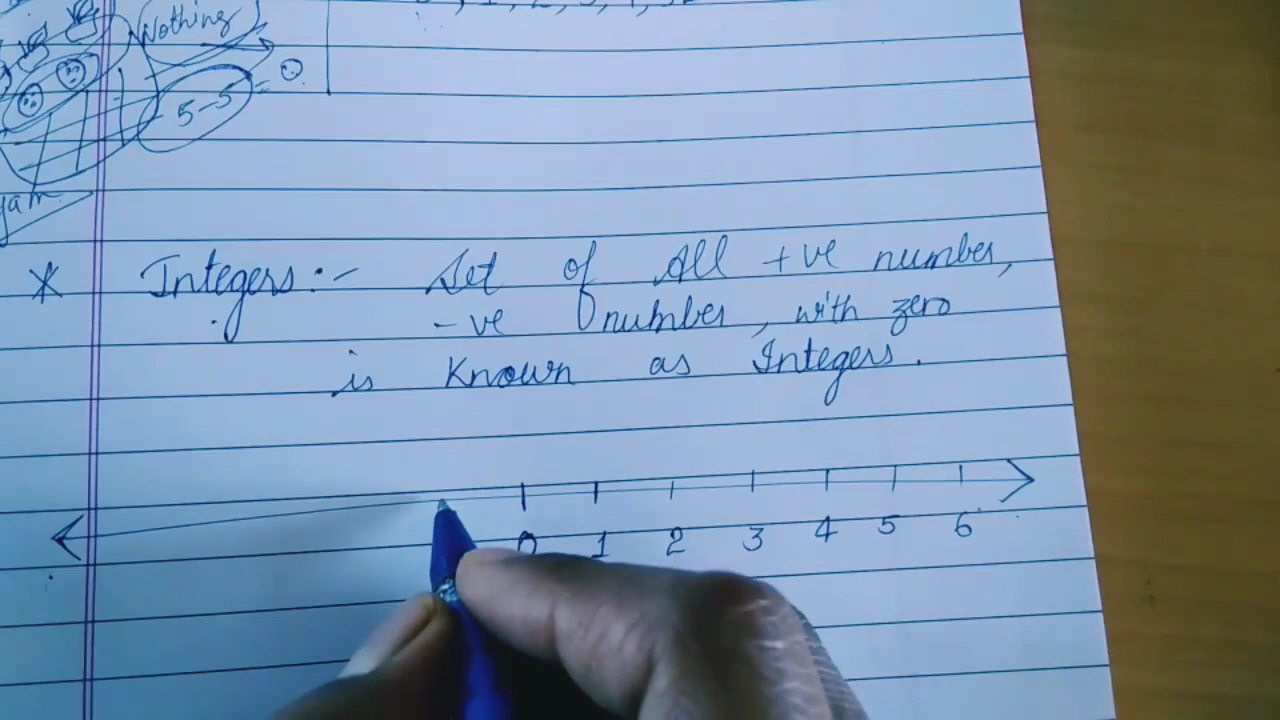 Nothing
5-5 = 0
* Integers:- Set of All +ve number,
-ve number, with zero
is Known as Integers.
0 1 2 3 4 5 6